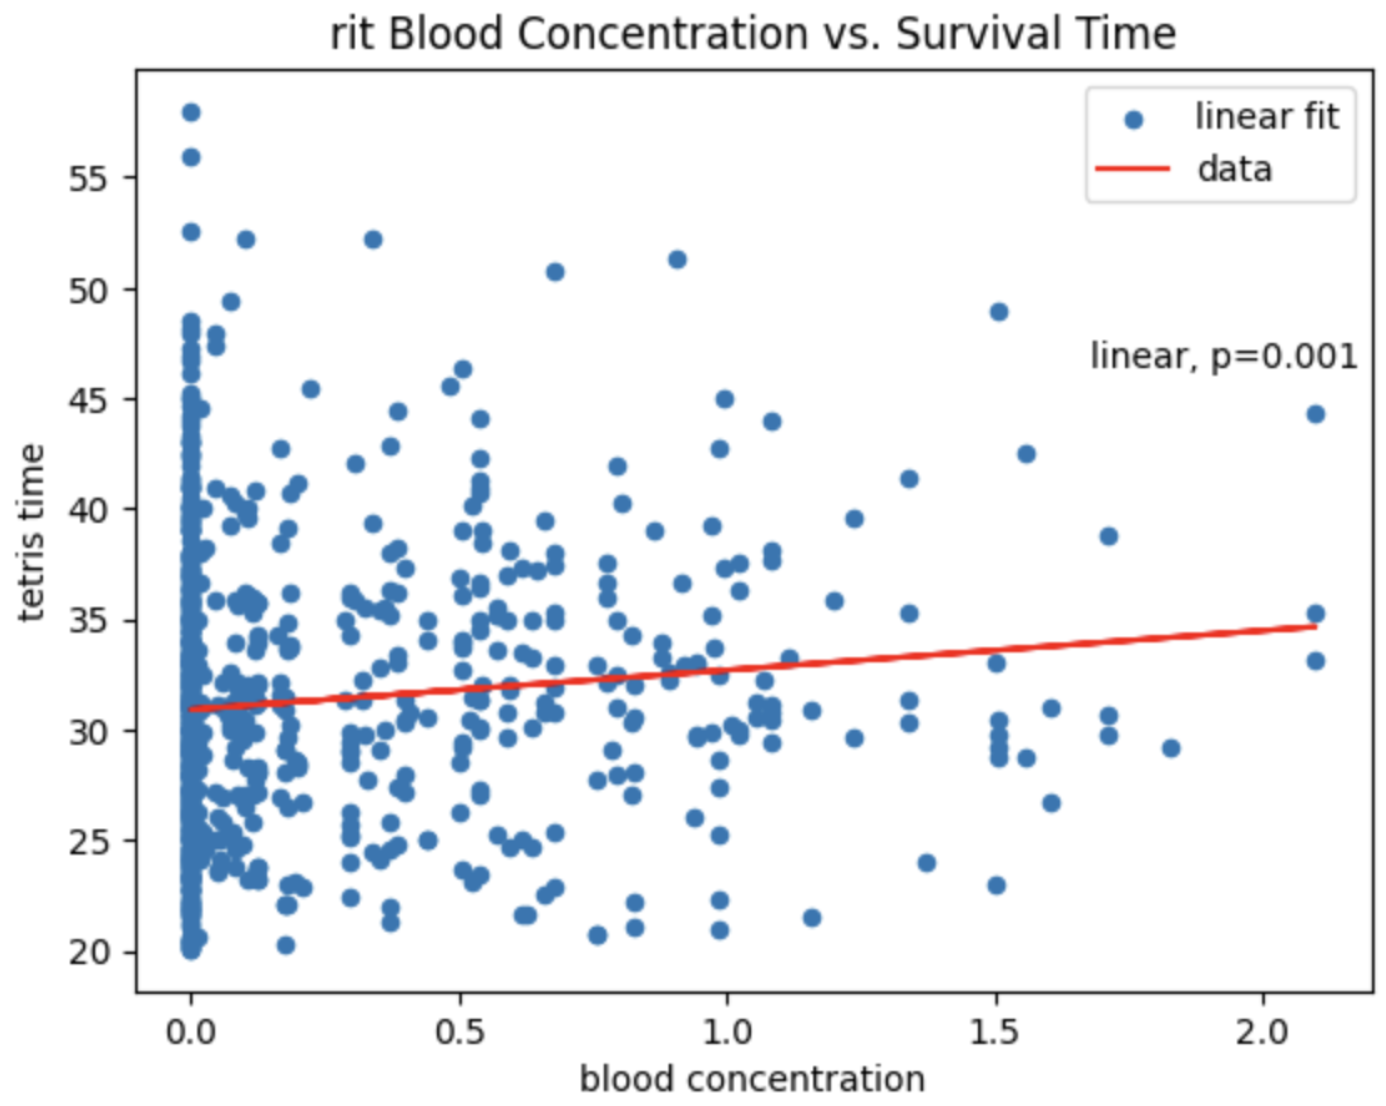 rit Blood Concentration vs. Survival Time
linear fit
data
linear, p=0.001
tetris time
55
50
45
40
35
30
25
20
0.0 0.5 1.0 1.5 2.0
blood concentration